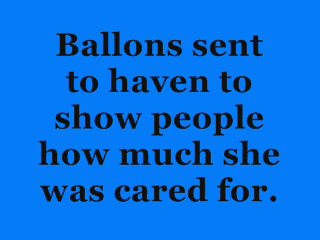 Ballons sent
to haven to
show people
how much she
was cared for.